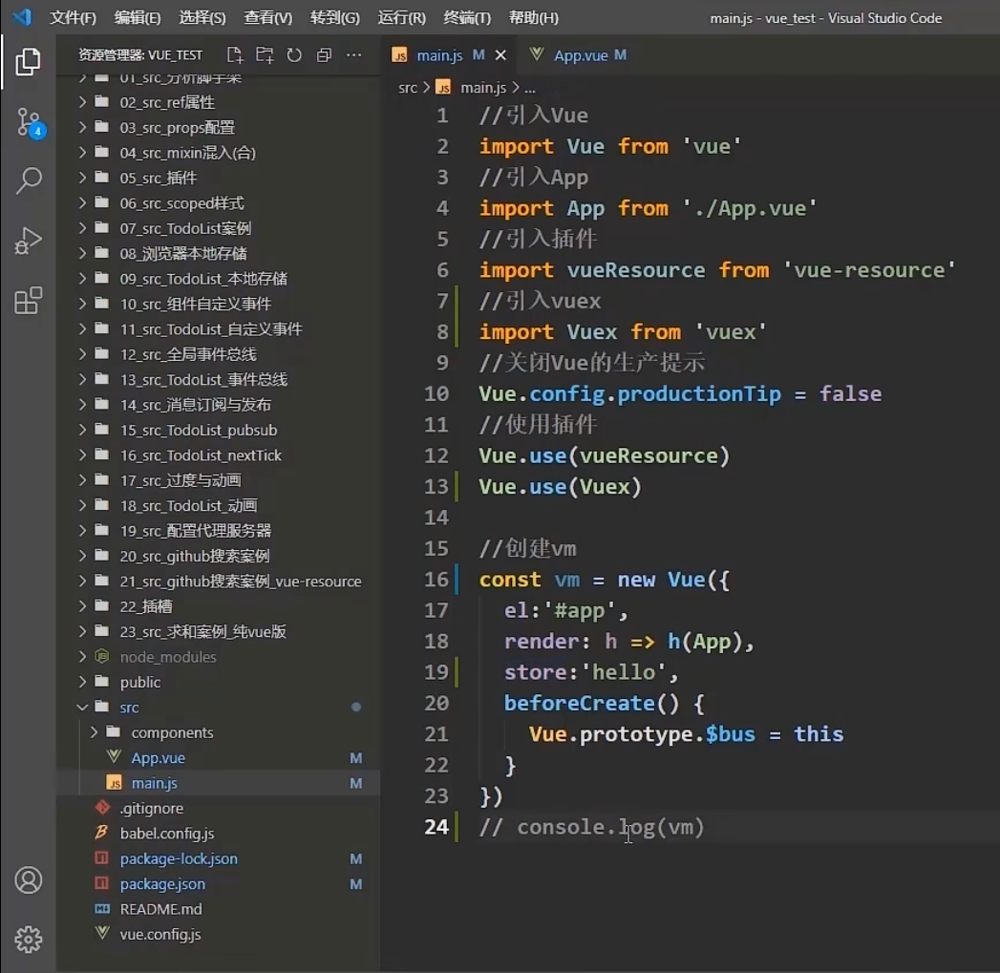 文件(F) 编辑(E) 选择(S) 查看(V) 转到(G) 运行(R) 终端(T) 帮助(H) main.js - vue_test - Visual Studio Code
资源管理器: VUE_TEST
01_src_分析脚手架
02_src_ref属性
03_src_props配置
04_src_mixin混入(合)
05_src_插件
06_src_scoped样式
07_src_TodoList案例
08_浏览器本地存储
09_src_TodoList_本地存储
10_src_组件自定义事件
11_src_TodoList_自定义事件
12_src_全局事件总线
13_src_TodoList_事件总线
14_src_消息订阅与发布
15_src_TodoList_pubsub
16_src_TodoList_nextTick
17_src_过度与动画
18_src_TodoList_动画
19_src_配置代理服务器
20_src_github搜索案例
21_src_github搜索案例_vue-resource
22_插槽
23_src_求和案例_纯vue版
node_modules
public
src
components
App.vue M
main.js M
.gitignore
babel.config.js
package-lock.json M
package.json M
README.md
vue.config.js
4
JS main.js M × App.vue M
src > JS main.js > ...
1 //引入Vue
2 import Vue from 'vue'
3 //引入App
4 import App from './App.vue'
5 //引入插件
6 import vueResource from 'vue-resource'
7 //引入vuex
8 import Vuex from 'vuex'
9 //关闭Vue的生产提示
10 Vue.config.productionTip = false
11 //使用插件
12 Vue.use(vueResource)
13 Vue.use(Vuex)
14
15 //创建vm
16 const vm = new Vue({
17 el:'#app',
18 render: h => h(App),
19 store:'hello',
20 beforeCreate() {
21 Vue.prototype.$bus = this
22 }
23 })
24 // console.log(vm)